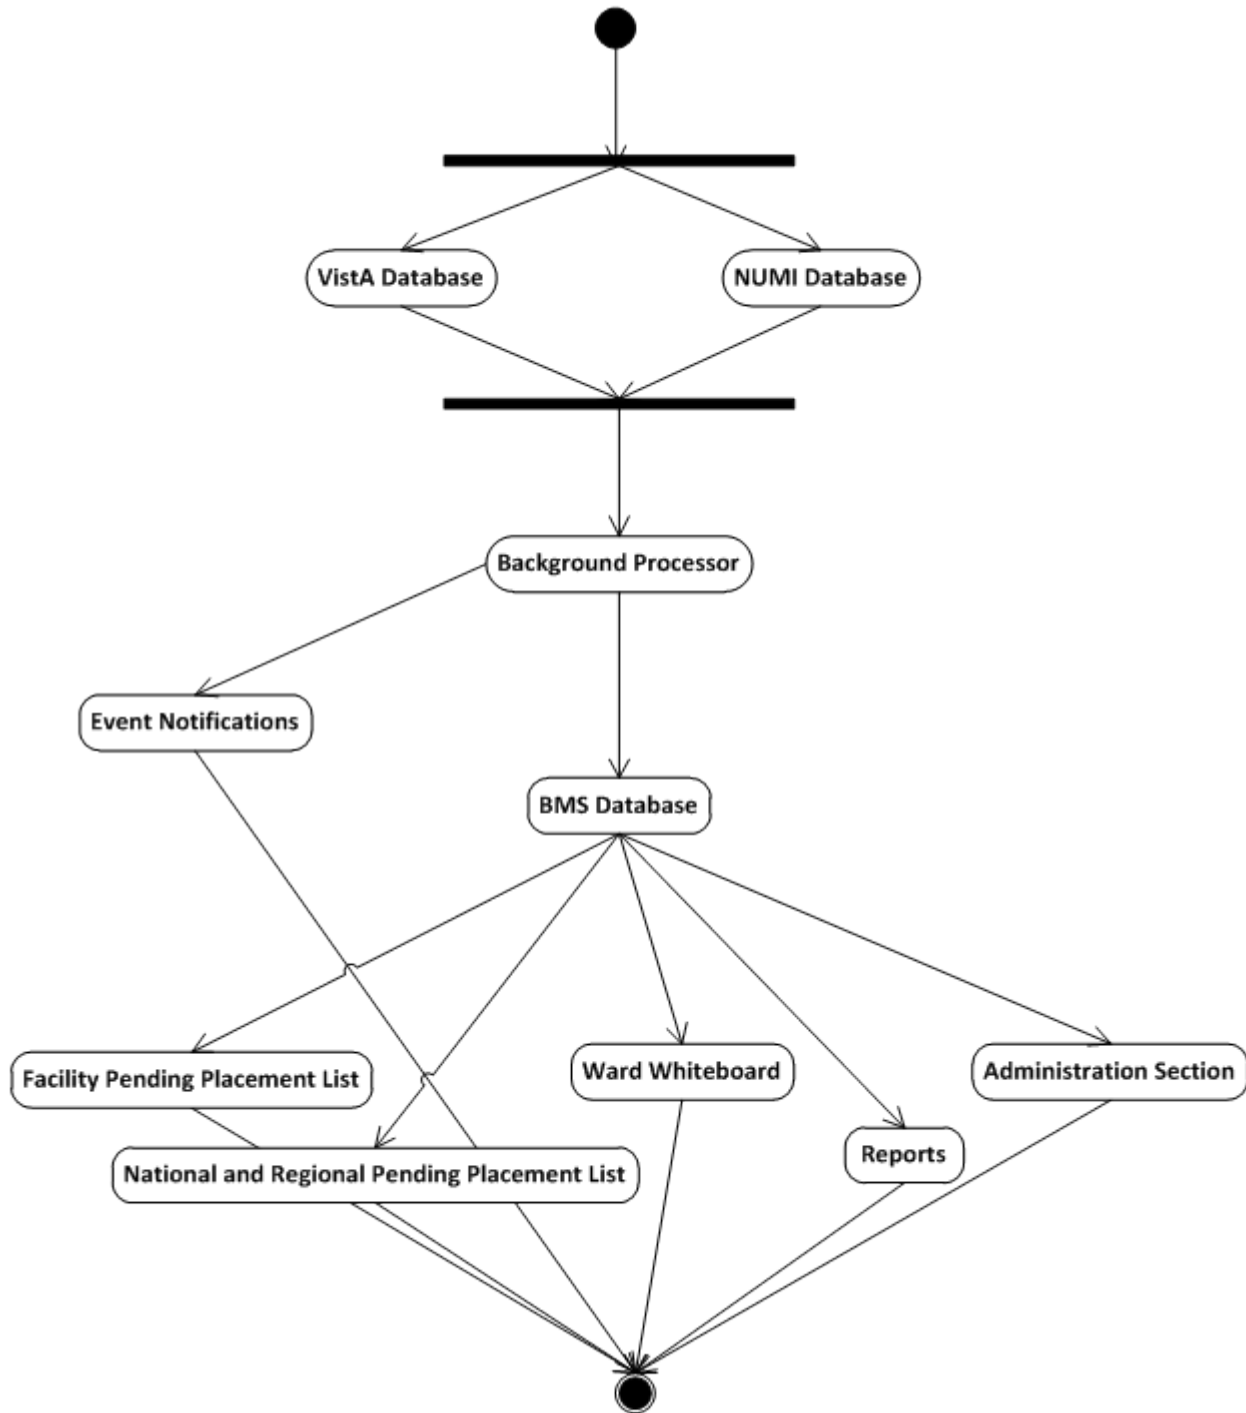 VistA Database
NUMI Database
Background Processor
Event Notifications
BMS Database
Facility Pending Placement List
Ward Whiteboard
Administration Section
National and Regional Pending Placement List
Reports